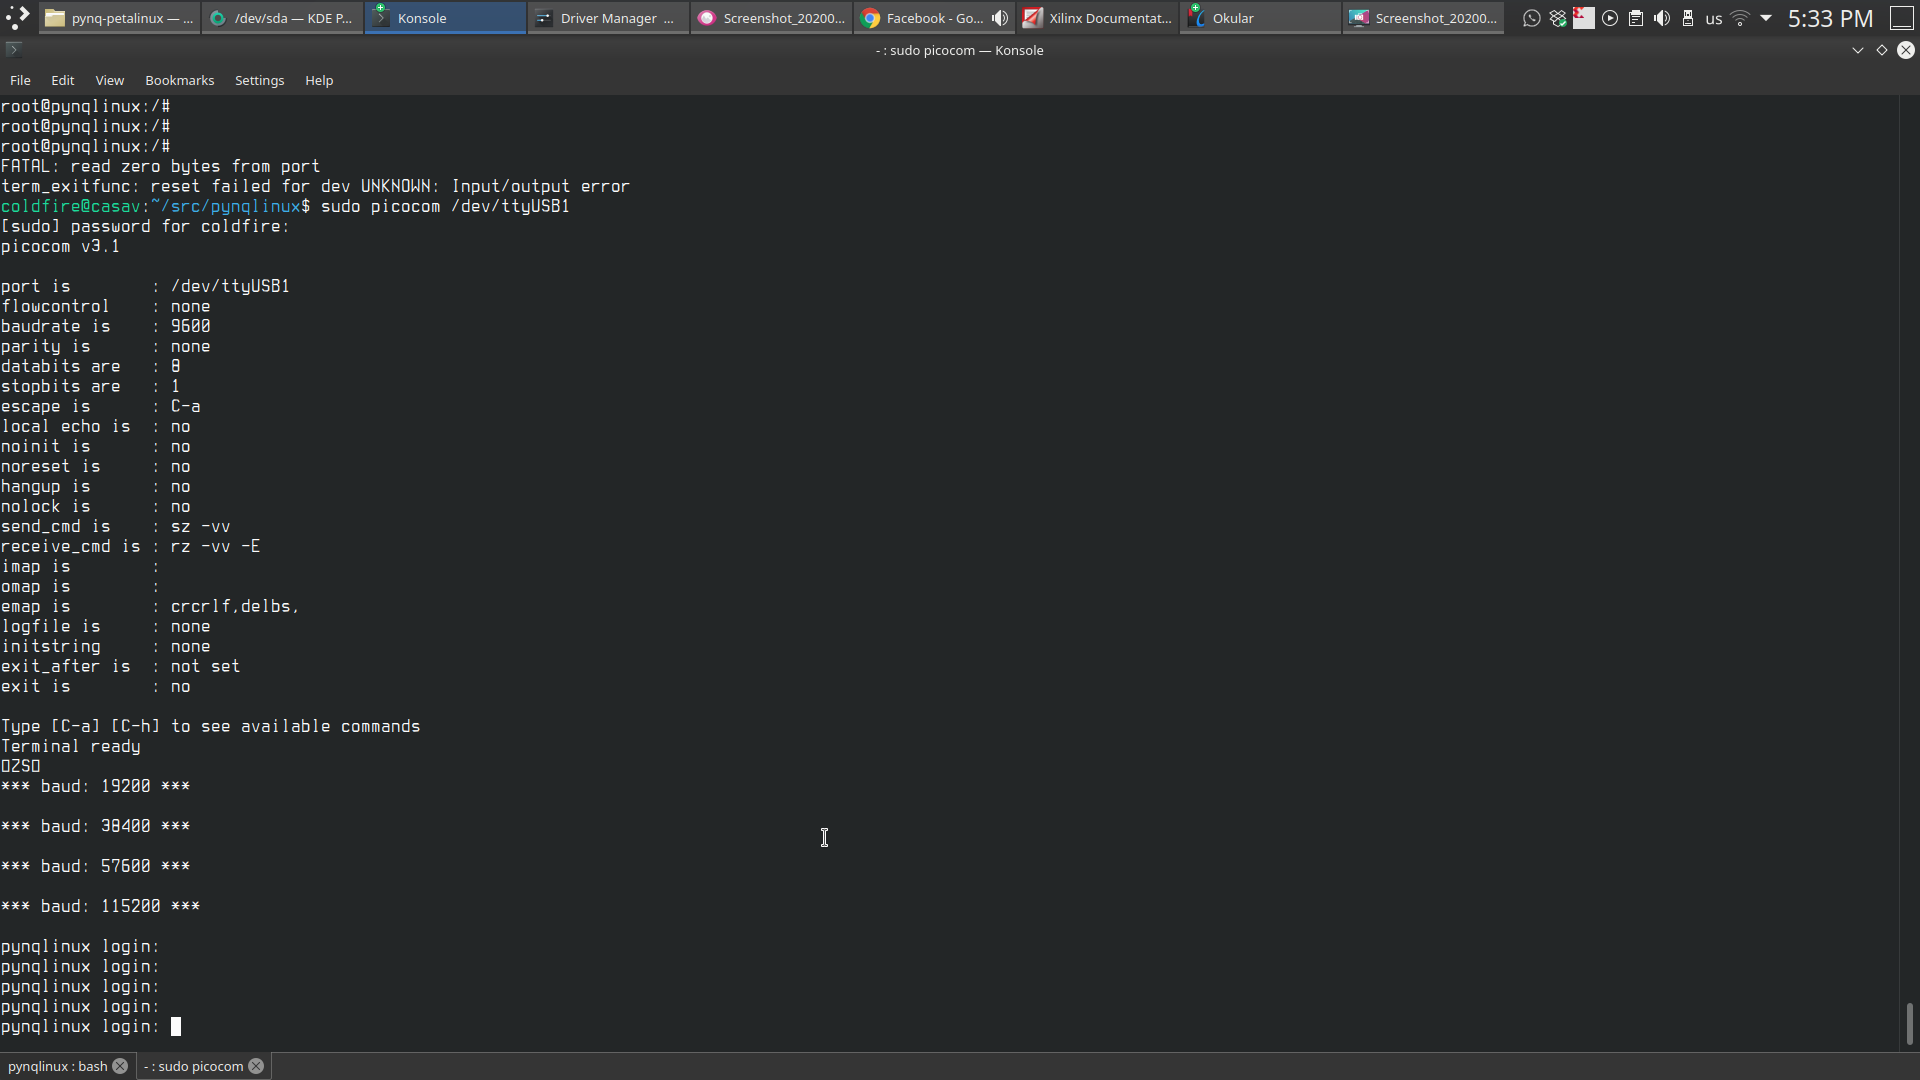 pynq-petalinux — ...
/dev/sda — KDE P...
Konsole
Driver Manager ...
Screenshot_20200...
Facebook - Go...
Xilinx Documentat...
Okular
Screenshot_20200...
us
5:33 PM
- : sudo picocom — Konsole
File Edit View Bookmarks Settings Help
root@pynqlinux:/#
root@pynqlinux:/#
root@pynqlinux:/#
FATAL: read zero bytes from port
term_exitfunc: reset failed for dev UNKNOWN: Input/output error
coldfire@casav:~/src/pynqlinux$ sudo picocom /dev/ttyUSB1
[sudo] password for coldfire:
picocom v3.1
port is : /dev/ttyUSB1
flowcontrol : none
baudrate is : 9600
parity is : none
databits are : 8
stopbits are : 1
escape is : C-a
local echo is : no
noinit is : no
noreset is : no
hangup is : no
nolock is : no
send_cmd is : sz -vv
receive_cmd is : rz -vv -E
imap is :
omap is :
emap is : crcrlf,delbs,
logfile is : none
initstring : none
exit_after is : not set
exit is : no
Type [C-a] [C-h] to see available commands
Terminal ready
▯ZS▯
*** baud: 19200 ***
*** baud: 38400 ***
*** baud: 57600 ***
*** baud: 115200 ***
pynqlinux login:
pynqlinux login:
pynqlinux login:
pynqlinux login:
pynqlinux login:
pynqlinux : bash
- : sudo picocom